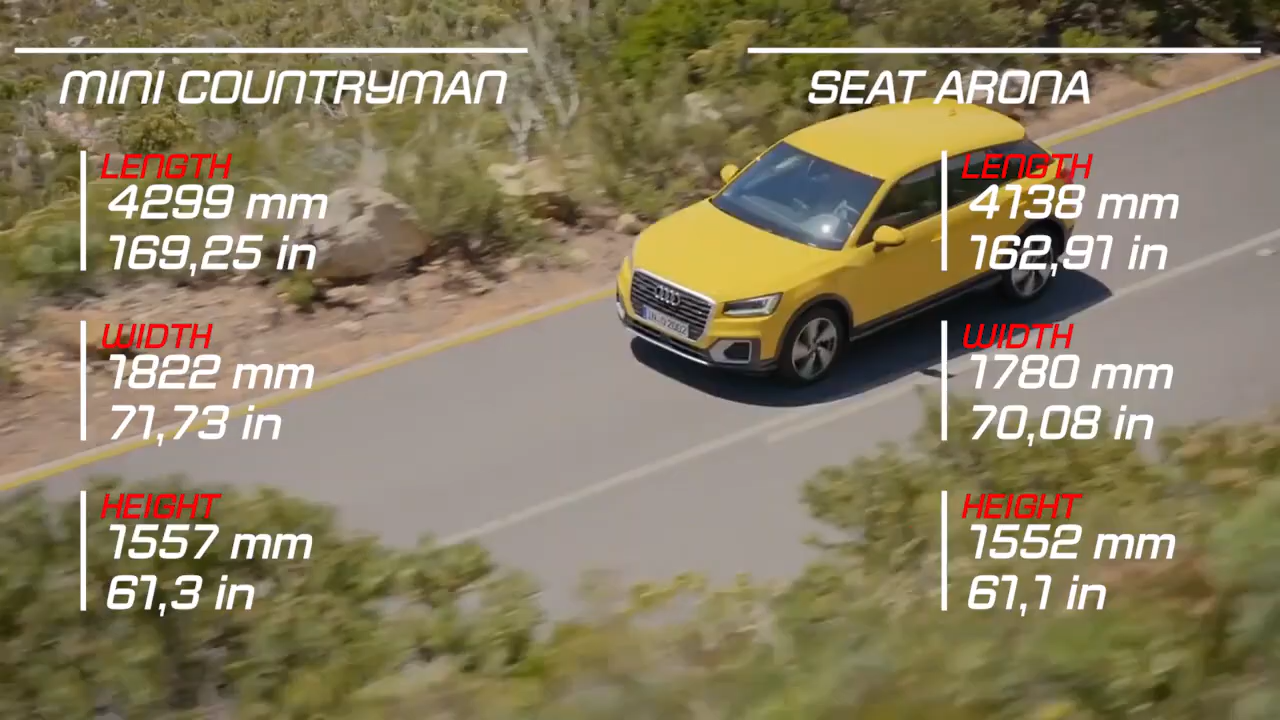 MINI COUNTRYMAN
LENGTH
4299 mm
169,25 in
WIDTH
1822 mm
71,73 in
HEIGHT
1557 mm
61,3 in
SEAT ARONA
LENGTH
4138 mm
162,91 in
WIDTH
1780 mm
70,08 in
HEIGHT
1552 mm
61,1 in